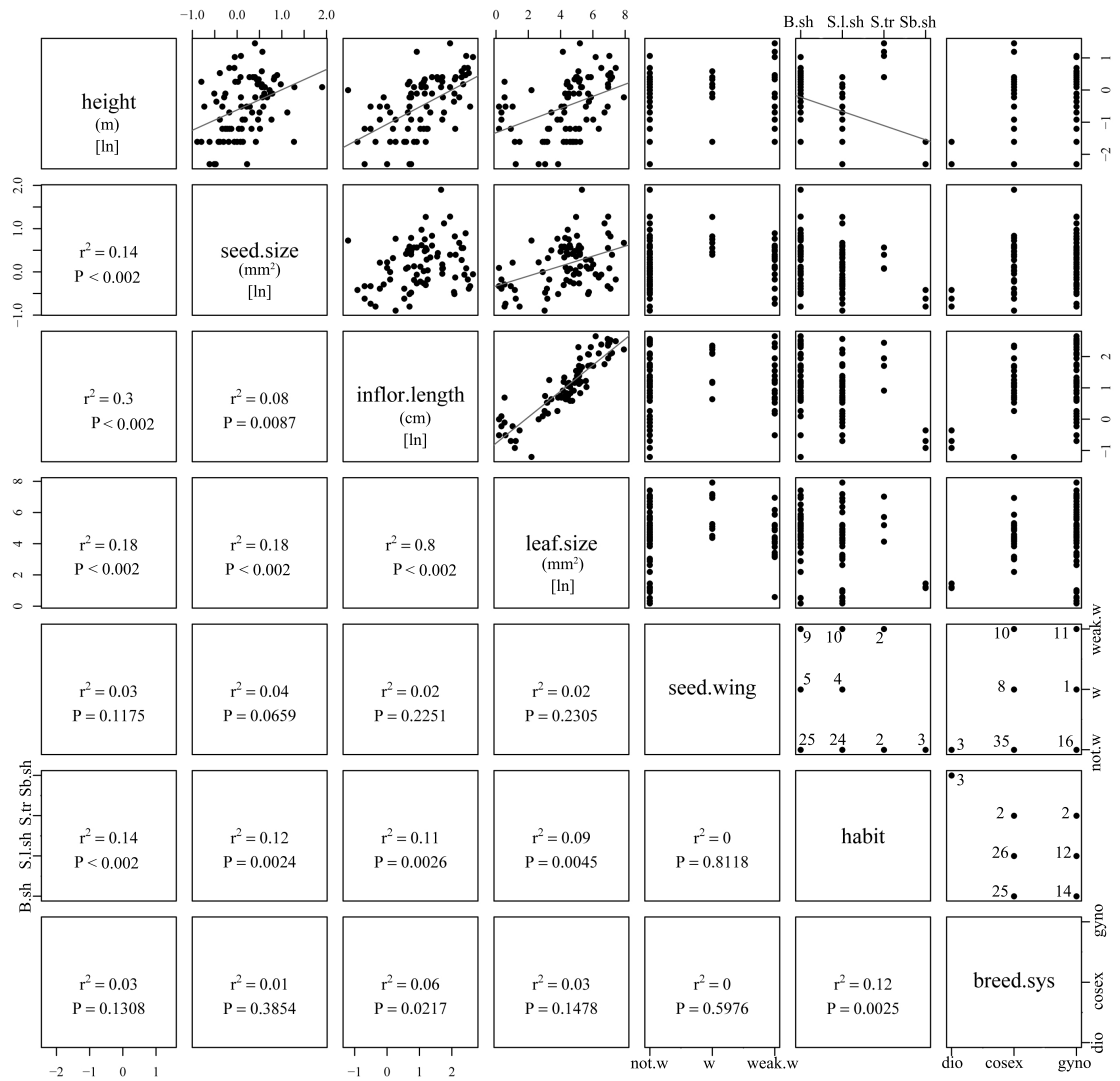 −1.0 0.0 1.0 2.0
0 2 4 6 8
B.sh S.l.sh S.tr Sb.sh
height
(m)
[ln]
−2 −1 0 1
−1.0 0.0 1.0 2.0
r² = 0.14
P < 0.002
seed.size
(mm²)
[ln]
r² = 0.3
P < 0.002
r² = 0.08
P = 0.0087
inflor.length
(cm)
[ln]
−1 0 1 2
0 2 4 6 8
r² = 0.18
P < 0.002
r² = 0.18
P < 0.002
r² = 0.8
P < 0.002
leaf.size
(mm²)
[ln]
r² = 0.03
P = 0.1175
r² = 0.04
P = 0.0659
r² = 0.02
P = 0.2251
r² = 0.02
P = 0.2305
seed.wing
9 10 2
5 4
25 24 2 3
10 11
8 1
3 35 16
not.w w weak.w
B.sh S.l.sh S.tr Sb.sh
r² = 0.14
P < 0.002
r² = 0.12
P = 0.0024
r² = 0.11
P = 0.0026
r² = 0.09
P = 0.0045
r² = 0
P = 0.8118
habit
3
2 2
26 12
25 14
r² = 0.03
P = 0.1308
r² = 0.01
P = 0.3854
r² = 0.06
P = 0.0217
r² = 0.03
P = 0.1478
r² = 0
P = 0.5976
r² = 0.12
P = 0.0025
breed.sys
dio cosex gyno
−2 −1 0 1
−1 0 1 2
not.w w weak.w
dio cosex gyno